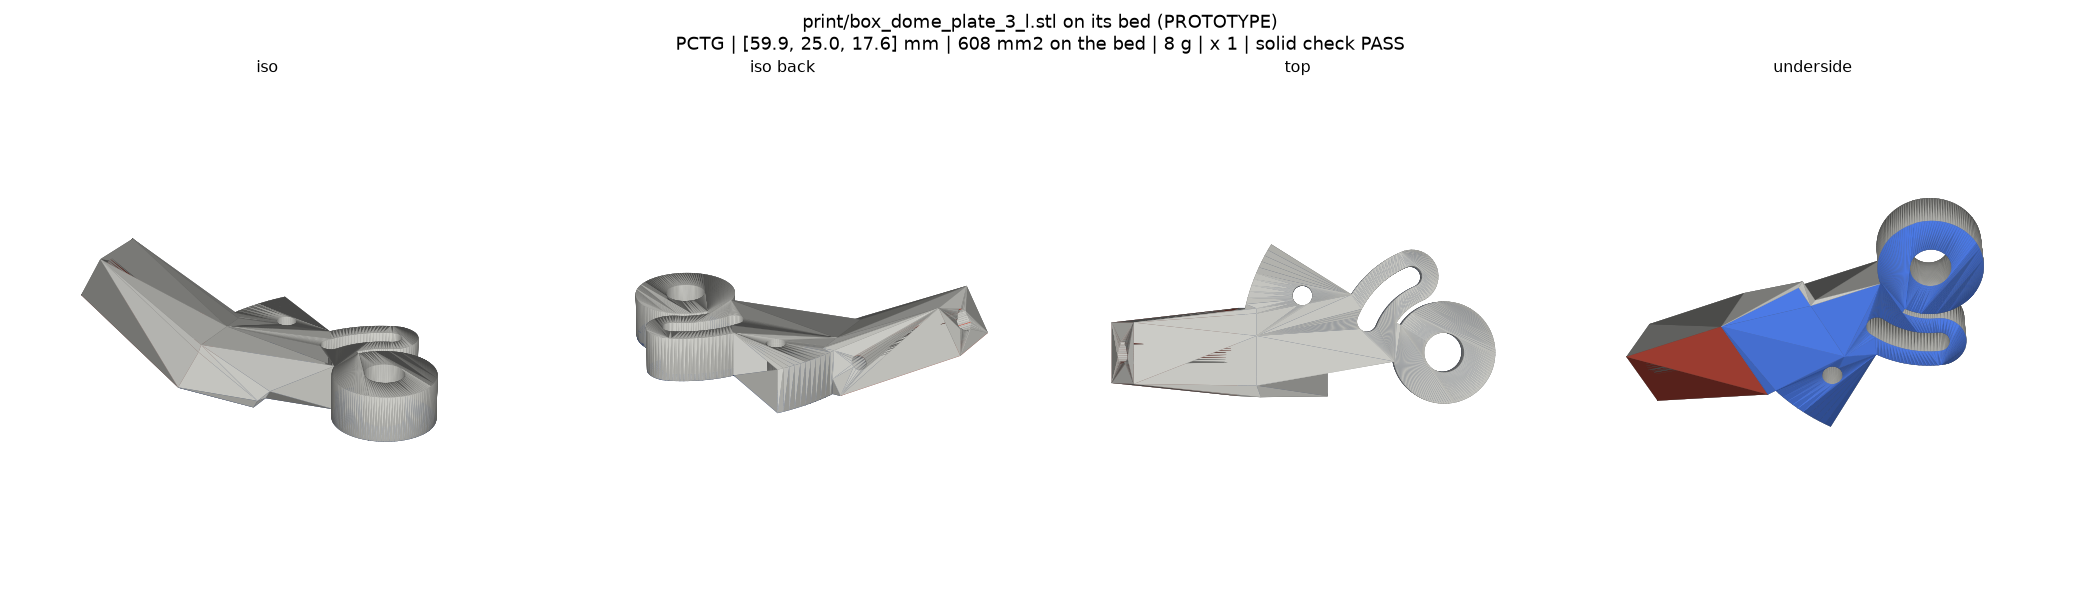 print/box_dome_plate_3_l.stl on its bed (PROTOTYPE)
PCTG | [59.9, 25.0, 17.6] mm | 608 mm2 on the bed | 8 g | x 1 | solid check PASS
iso
iso back
top
underside